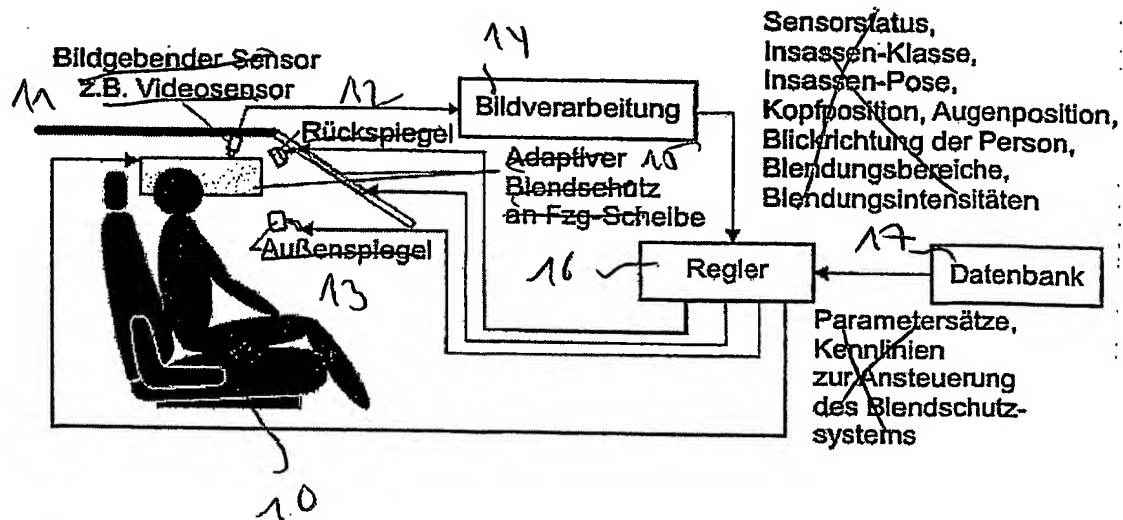 14
Sensorstatus,
Insassen-Klasse,
Insassen-Pose,
Kopfposition, Augenposition,
Blickrichtung der Person,
Blendungsbereiche,
Blendungsintensitäten
Bildgebender Sensor
z.B. Videosensor
11
12
Bildverarbeitung
Rückspiegel
10
Adaptiver
Blendschutz
an Fzg-Scheibe
Außenspiegel
13
16
Regler
17
Datenbank
Parametersätze,
Kennlinien
zur Ansteuerung
des Blendschutz-
systems
10